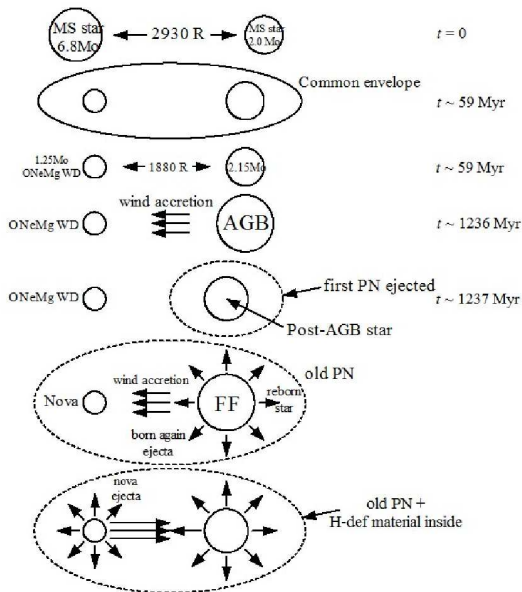 MS star
6.8Mo
2930 R
MS star
2.0Mo
t = 0
Common envelope
t ~ 59 Myr
1.25Mo
ONeMg WD
1880 R
2.15Mo
t ~ 59 Myr
wind accretion
ONeMg WD
AGB
t ~ 1236 Myr
ONeMg WD
first PN ejected
t ~ 1237 Myr
Post-AGB star
old PN
wind accretion
Nova
FF
reborn
star
born again
ejecta
nova
ejecta
old PN +
H-def material inside